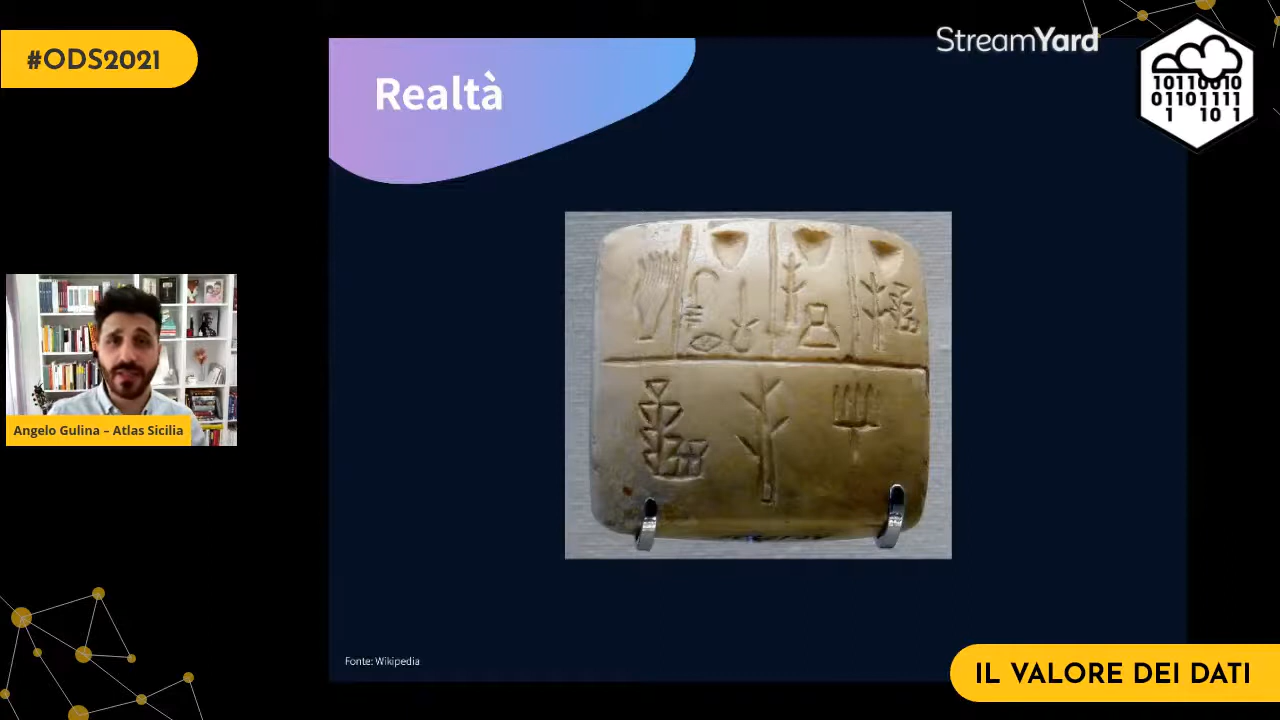 #ODS2021
StreamYard
10110010
01101111
1 10 1
Realtà
Angelo Gulina – Atlas Sicilia
Fonte: Wikipedia
IL VALORE DEI DATI